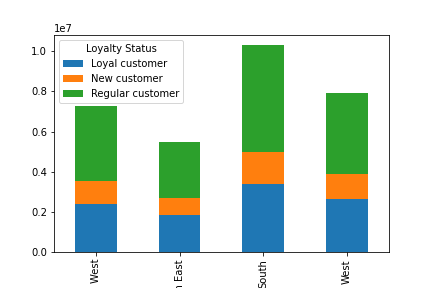 1e7
Loyalty Status
Loyal customer
New customer
Regular customer
1.0
0.8
0.6
0.4
0.2
0.0
West
East
South
West